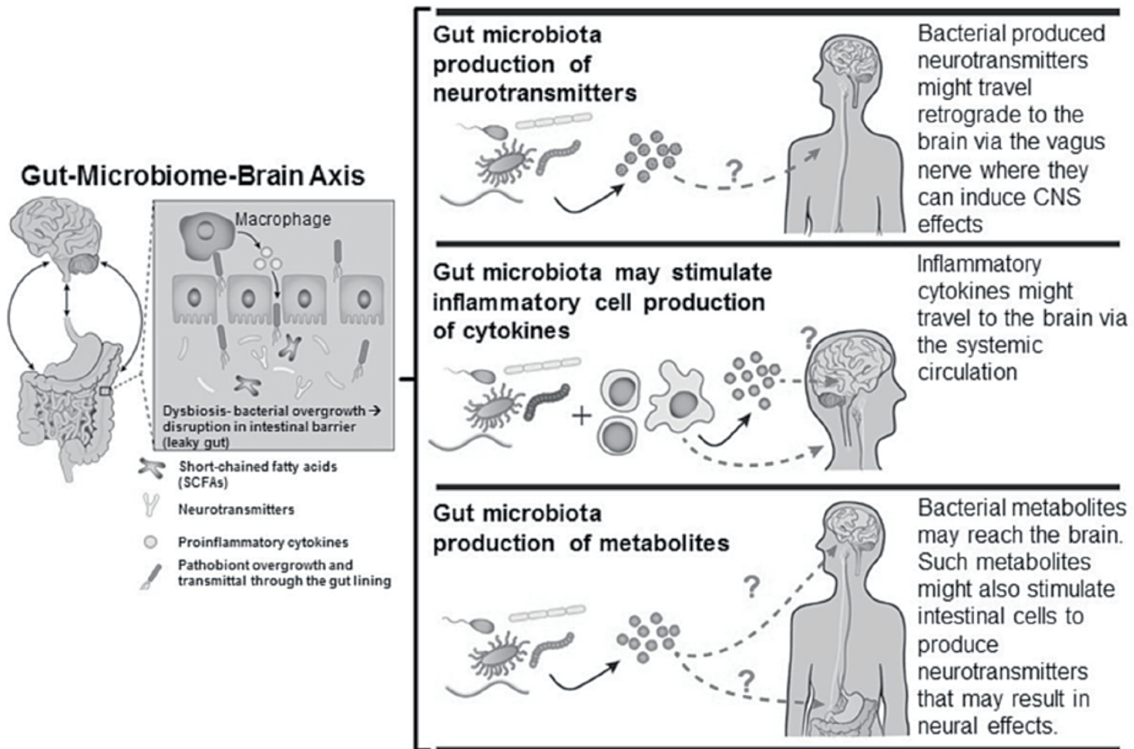 Gut-Microbiome-Brain Axis
Macrophage
Dysbiosis- bacterial overgrowth →
disruption in intestinal barrier
(leaky gut)
Short-chained fatty acids
(SCFAs)
Neurotransmitters
Proinflammatory cytokines
Pathobiont overgrowth and
transmittal through the gut lining
Gut microbiota
production of
neurotransmitters
?
Bacterial produced
neurotransmitters
might travel
retrograde to the
brain via the vagus
nerve where they
can induce CNS
effects
Gut microbiota may stimulate
inflammatory cell production
of cytokines
+
?
Inflammatory
cytokines might
travel to the brain via
the systemic
circulation
Gut microbiota
production of metabolites
?
?
Bacterial metabolites
may reach the brain.
Such metabolites
might also stimulate
intestinal cells to
produce
neurotransmitters
that may result in
neural effects.